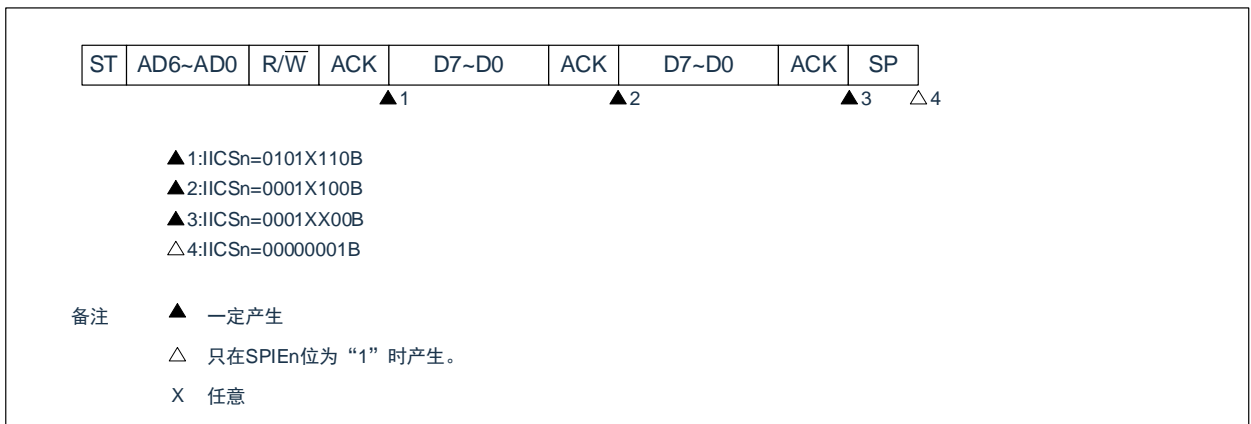 ST AD6~AD0 R/W̅ ACK D7~D0 ACK D7~D0 ACK SP
▲1 ▲2 ▲3 △4
▲1:IICSn=0101X110B
▲2:IICSn=0001X100B
▲3:IICSn=0001XX00B
△4:IICSn=00000001B
备注 ▲ 一定产生
△ 只在SPIEn位为“1”时产生。
X 任意